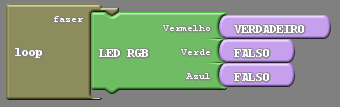 fazer
loop
LED RGB
Vermelho VERDADEIRO
Verde FALSO
Azul FALSO